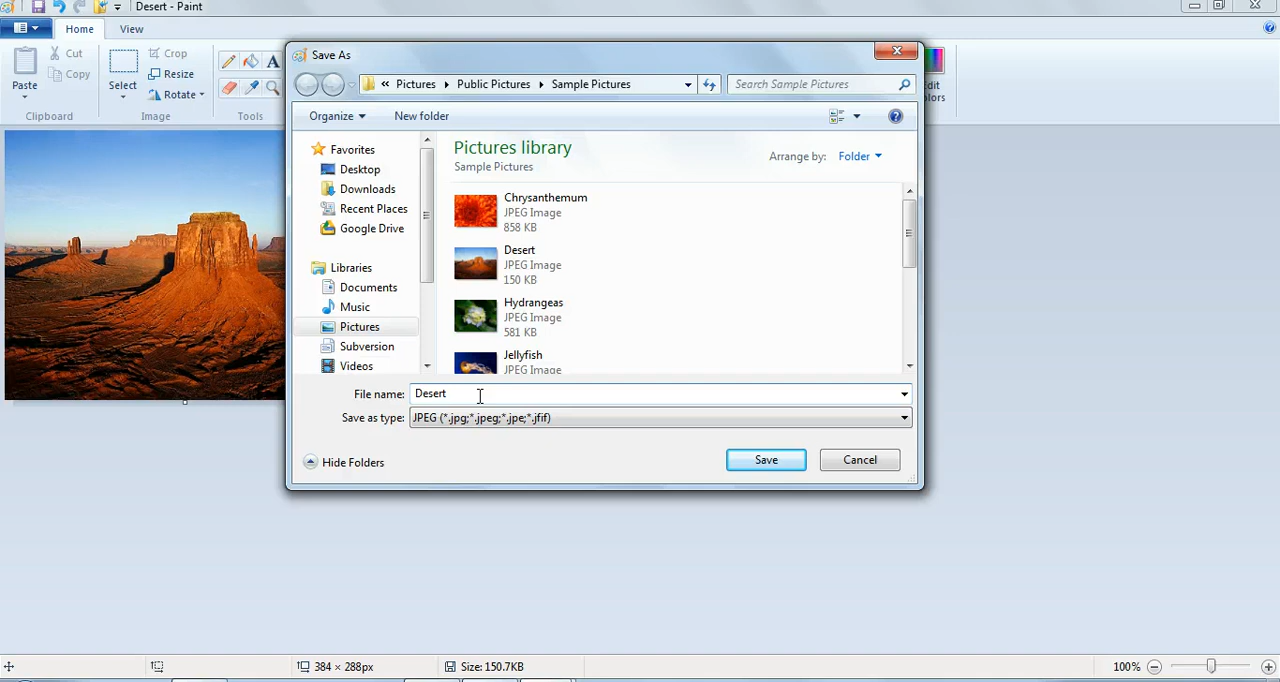 Desert - Paint
Home
View
Paste
Cut
Copy
Clipboard
Select
Crop
Resize
Rotate
Image
A
Tools
Edit
colors
Save As
« Pictures Public Pictures Sample Pictures
Search Sample Pictures
Organize
New folder
Favorites
Desktop
Downloads
Recent Places
Google Drive
Libraries
Documents
Music
Pictures
Subversion
Videos
Pictures library
Sample Pictures
Arrange by: Folder
Chrysanthemum
JPEG Image
858 KB
Desert
JPEG Image
150 KB
Hydrangeas
JPEG Image
581 KB
Jellyfish
JPEG Image
File name: Desert
Save as type: JPEG (*.jpg;*.jpeg;*.jpe;*.jfif)
Hide Folders
Save
Cancel
384 × 288px
Size: 150.7KB
100%